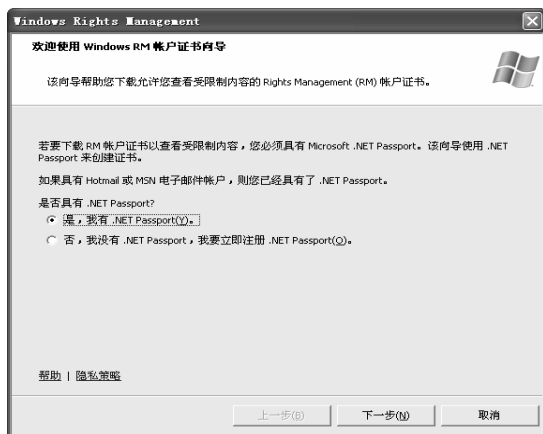 Windows Rights Management
欢迎使用 Windows RM 帐户证书向导
该向导帮助您下载允许您查看受限制内容的 Rights Management (RM) 帐户证书。
若要下载 RM 帐户证书以查看受限制内容，您必须具有 Microsoft .NET Passport。该向导使用 .NET
Passport 来创建证书。
如果具有 Hotmail 或 MSN 电子邮件帐户，则您已经具有了 .NET Passport。
是否具有 .NET Passport?
是，我有 .NET Passport(Y)。
否，我没有 .NET Passport，我要立即注册 .NET Passport(O)。
帮助 | 隐私策略
上一步(B) 下一步(N) 取消